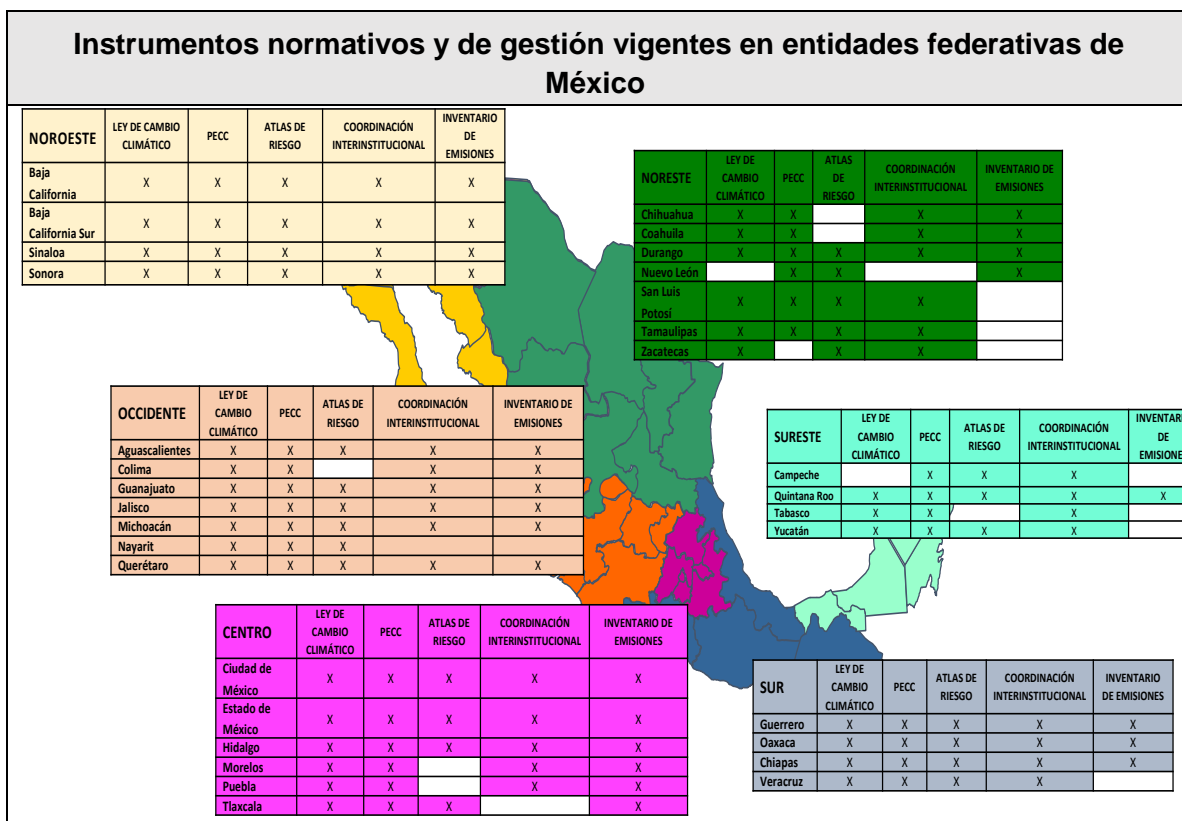 Instrumentos normativos y de gestión vigentes en entidades federativas de
México
NOROESTE LEY DE CAMBIO CLIMÁTICO PECC ATLAS DE RIESGO COORDINACIÓN INTERINSTITUCIONAL INVENTARIO DE EMISIONES
Baja California X X X X X
Baja California Sur X X X X X
Sinaloa X X X X X
Sonora X X X X X
NORESTE LEY DE CAMBIO CLIMÁTICO PECC ATLAS DE RIESGO COORDINACIÓN INTERINSTITUCIONAL INVENTARIO DE EMISIONES
Chihuahua X X X X
Coahuila X X X X
Durango X X X X X
Nuevo León X X X
San Luis Potosí X X X X
Tamaulipas X X X X
Zacatecas X X X
OCCIDENTE LEY DE CAMBIO CLIMÁTICO PECC ATLAS DE RIESGO COORDINACIÓN INTERINSTITUCIONAL INVENTARIO DE EMISIONES
Aguascalientes X X X X X
Colima X X X X
Guanajuato X X X X X
Jalisco X X X X X
Michoacán X X X X X
Nayarit X X X
Querétaro X X X X X
SURESTE LEY DE CAMBIO CLIMÁTICO PECC ATLAS DE RIESGO COORDINACIÓN INTERINSTITUCIONAL INVENTARI DE EMISIONE
Campeche X X X
Quintana Roo X X X X X
Tabasco X X X
Yucatán X X X X
CENTRO LEY DE CAMBIO CLIMÁTICO PECC ATLAS DE RIESGO COORDINACIÓN INTERINSTITUCIONAL INVENTARIO DE EMISIONES
Ciudad de México X X X X X
Estado de México X X X X X
Hidalgo X X X X X
Morelos X X X X
Puebla X X X X
Tlaxcala X X X X
SUR LEY DE CAMBIO CLIMÁTICO PECC ATLAS DE RIESGO COORDINACIÓN INTERINSTITUCIONAL INVENTARIO DE EMISIONES
Guerrero X X X X X
Oaxaca X X X X X
Chiapas X X X X X
Veracruz X X X X